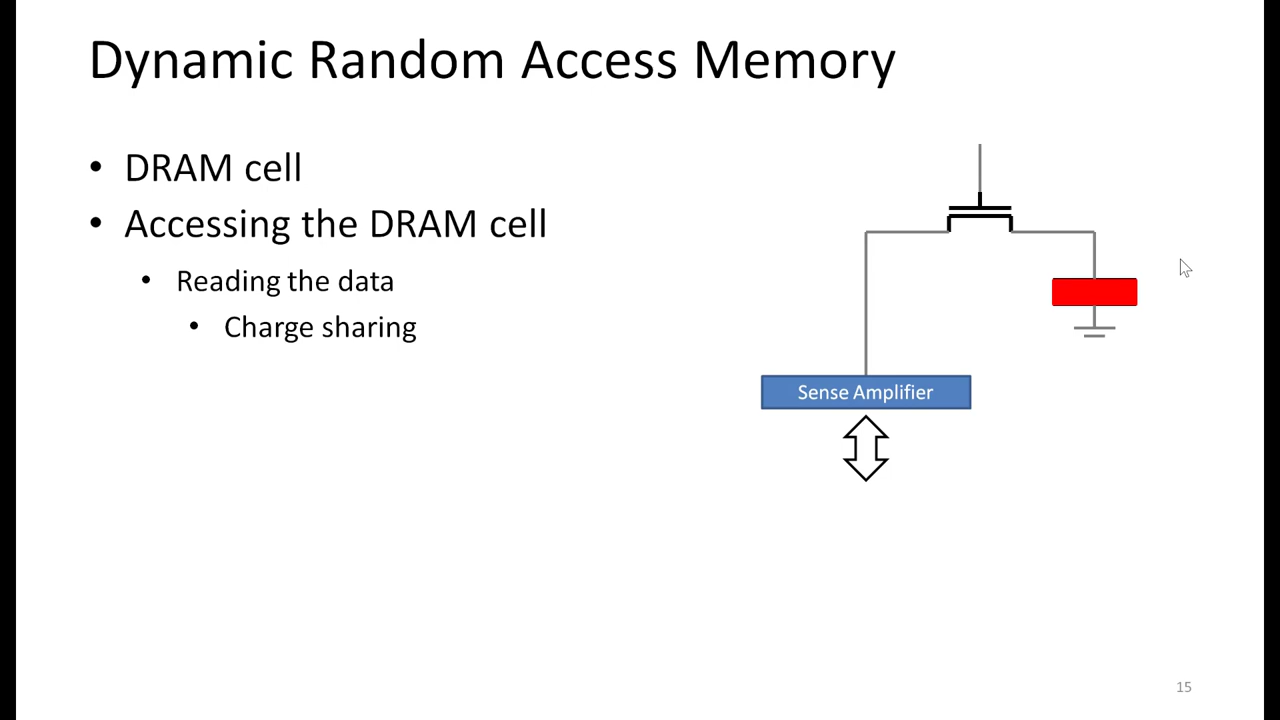 Dynamic Random Access Memory
• DRAM cell
• Accessing the DRAM cell
• Reading the data
• Charge sharing
Sense Amplifier
15